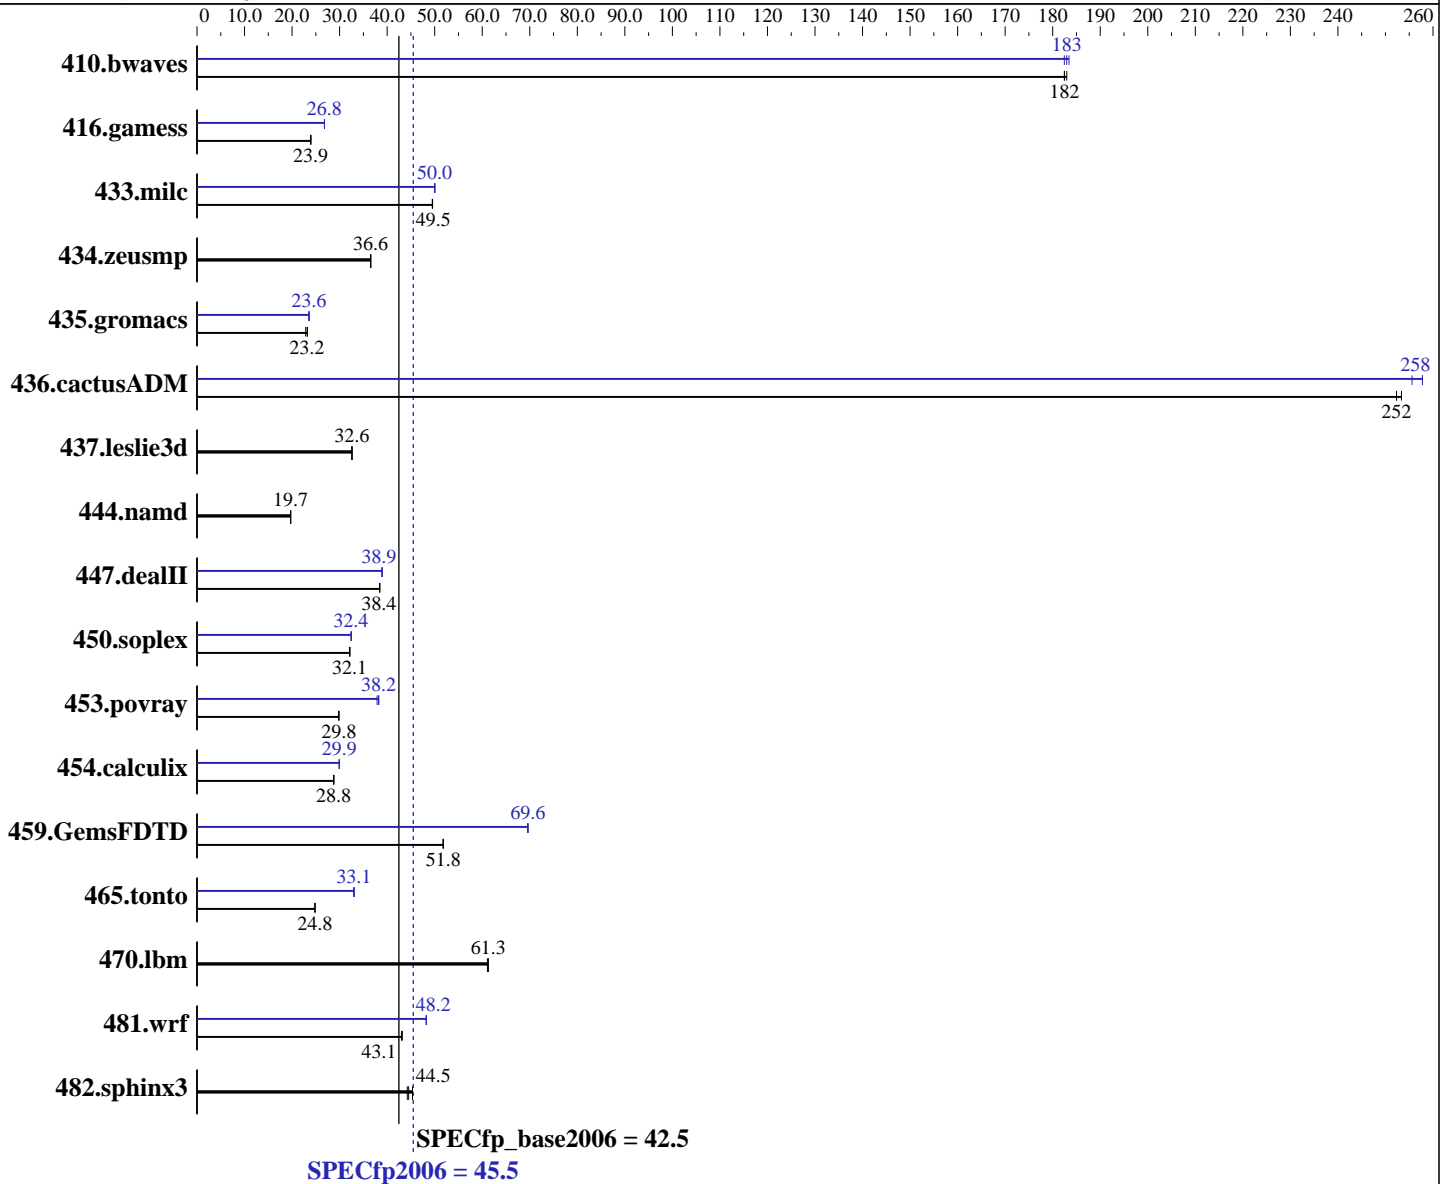 0 10.0 20.0 30.0 40.0 50.0 60.0 70.0 80.0 90.0 100 110 120 130 140 150 160 170 180 190 200 210 220 230 240 260
183
410.bwaves
182
26.8
416.gamess
23.9
50.0
433.milc
49.5
36.6
434.zeusmp
23.6
435.gromacs
23.2
258
436.cactusADM
252
32.6
437.leslie3d
19.7
444.namd
38.9
447.dealII
38.4
32.4
450.soplex
32.1
38.2
453.povray
29.8
29.9
454.calculix
28.8
69.6
459.GemsFDTD
51.8
33.1
465.tonto
24.8
61.3
470.lbm
48.2
481.wrf
43.1
44.5
482.sphinx3
SPECfp_base2006 = 42.5
SPECfp2006 = 45.5